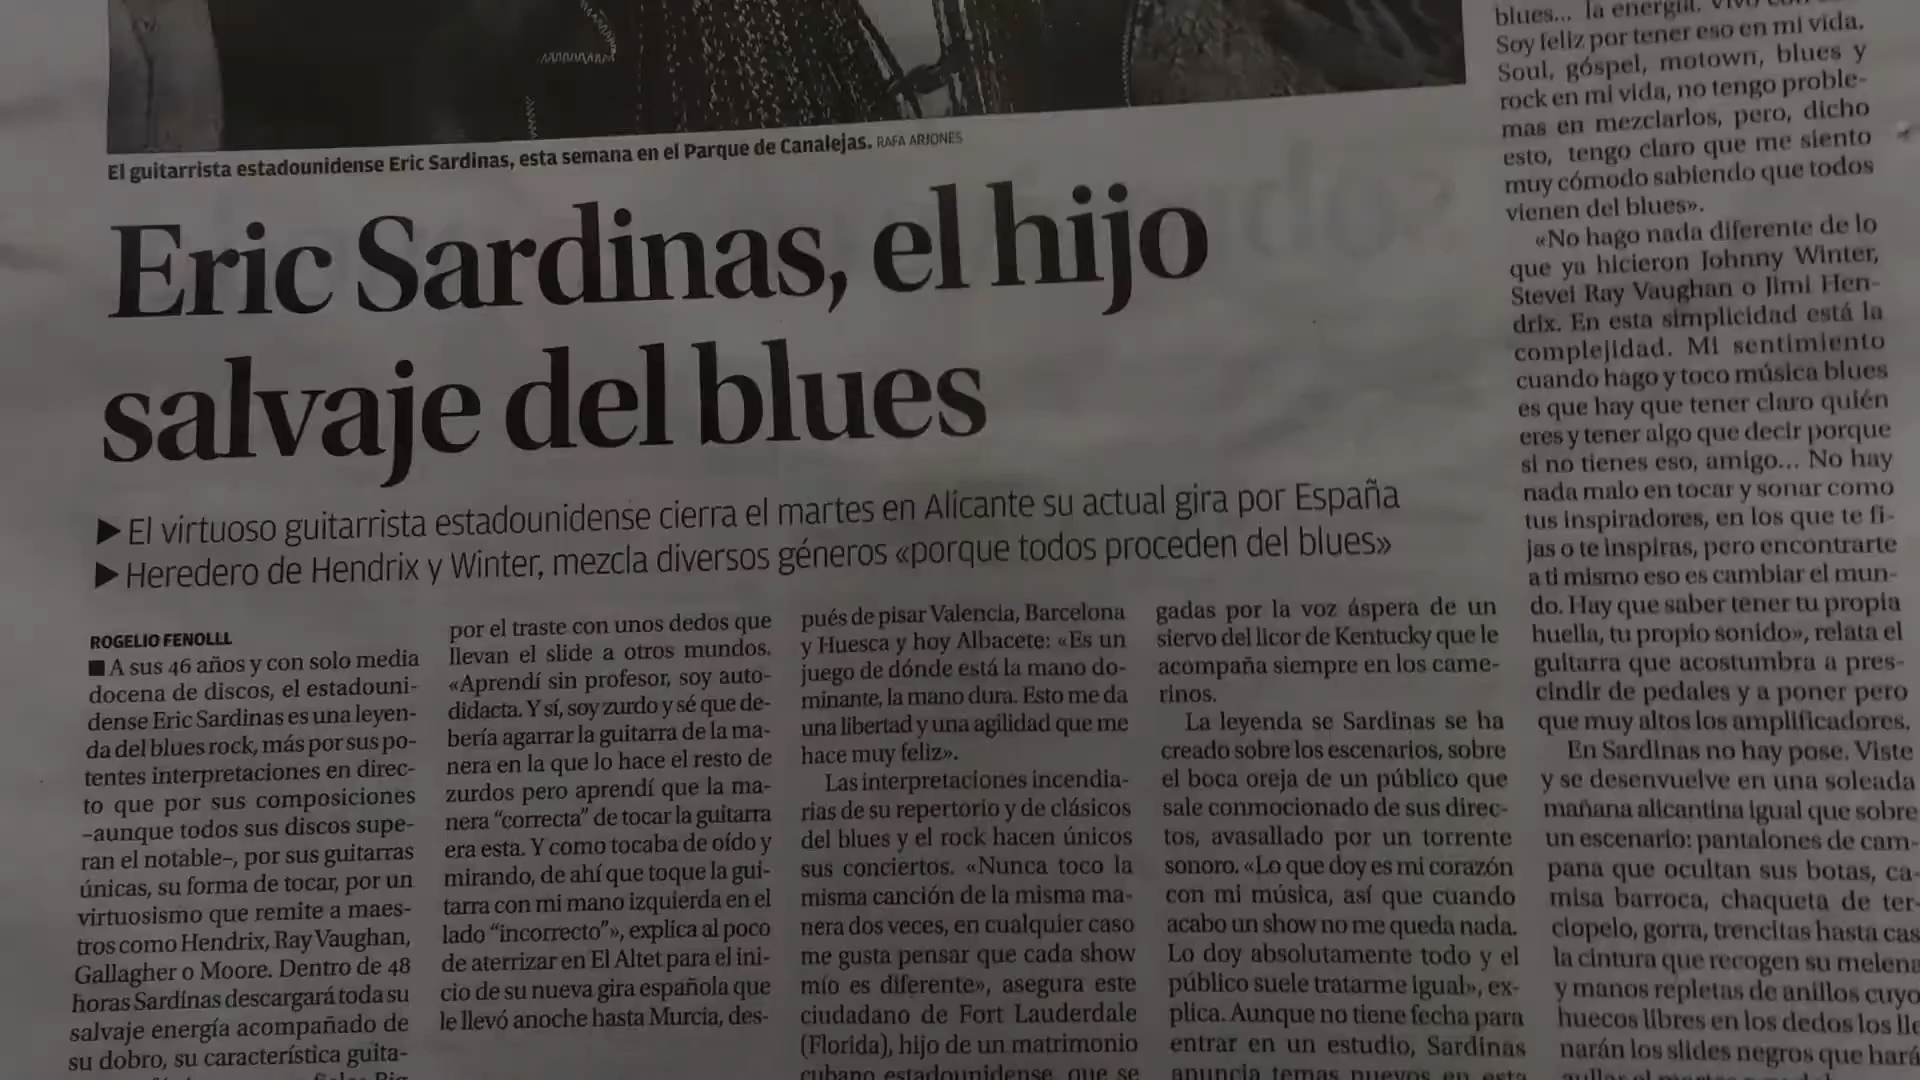 El guitarrista estadounidense Eric Sardinas, esta semana en el Parque de Canalejas. RAFA ARJONES
Eric Sardinas, el hijo
salvaje del blues
▶ El virtuoso guitarrista estadounidense cierra el martes en Alicante su actual gira por España
▶ Heredero de Hendrix y Winter, mezcla diversos géneros «porque todos proceden del blues»
ROGELIO FENOLLL
■ A sus 46 años y con solo media
docena de discos, el estadouni-
dense Eric Sardinas es una leyen-
da del blues rock, más por sus po-
tentes interpretaciones en direc-
to que por sus composiciones
–aunque todos sus discos supe-
ran el notable–, por sus guitarras
únicas, su forma de tocar, por un
virtuosismo que remite a maes-
tros como Hendrix, Ray Vaughan,
Gallagher o Moore. Dentro de 48
horas Sardinas descargará toda su
salvaje energía acompañado de
su dobro, su característica guita-
por el traste con unos dedos que
llevan el slide a otros mundos.
«Aprendí sin profesor, soy auto-
didacta. Y sí, soy zurdo y sé que de-
bería agarrar la guitarra de la ma-
nera en la que lo hace el resto de
zurdos pero aprendí que la ma-
nera “correcta” de tocar la guitarra
era esta. Y como tocaba de oído y
mirando, de ahí que toque la gui-
tarra con mi mano izquierda en el
lado “incorrecto”», explica al poco
de aterrizar en El Altet para el ini-
cio de su nueva gira española que
le llevó anoche hasta Murcia, des-
pués de pisar Valencia, Barcelona
y Huesca y hoy Albacete: «Es un
juego de dónde está la mano do-
minante, la mano dura. Esto me da
una libertad y una agilidad que me
hace muy feliz».
Las interpretaciones incendia-
rias de su repertorio y de clásicos
del blues y el rock hacen únicos
sus conciertos. «Nunca toco la
misma canción de la misma ma-
nera dos veces, en cualquier caso
me gusta pensar que cada show
mío es diferente», asegura este
ciudadano de Fort Lauderdale
(Florida), hijo de un matrimonio
cubano estadounidense, que se
gadas por la voz áspera de un
siervo del licor de Kentucky que le
acompaña siempre en los came-
rinos.
La leyenda se Sardinas se ha
creado sobre los escenarios, sobre
el boca oreja de un público que
sale conmocionado de sus direc-
tos, avasallado por un torrente
sonoro. «Lo que doy es mi corazón
con mi música, así que cuando
acabo un show no me queda nada.
Lo doy absolutamente todo y el
público suele tratarme igual», ex-
plica. Aunque no tiene fecha para
entrar en un estudio, Sardinas
anuncia temas nuevos en esta
blues... la energía. vivo con
Soy feliz por tener eso en mi vida.
Soul, góspel, motown, blues y
rock en mi vida, no tengo proble-
mas en mezclarlos, pero, dicho
esto, tengo claro que me siento
muy cómodo sabiendo que todos
vienen del blues».
«No hago nada diferente de lo
que ya hicieron Johnny Winter,
Stevei Ray Vaughan o Jimi Hen-
drix. En esta simplicidad está la
complejidad. Mi sentimiento
cuando hago y toco música blues
es que hay que tener claro quién
eres y tener algo que decir porque
si no tienes eso, amigo... No hay
nada malo en tocar y sonar como
tus inspiradores, en los que te fi-
jas o te inspiras, pero encontrarte
a ti mismo eso es cambiar el mun-
do. Hay que saber tener tu propia
huella, tu propio sonido», relata el
guitarra que acostumbra a pres-
cindir de pedales y a poner pero
que muy altos los amplificadores.
En Sardinas no hay pose. Viste
y se desenvuelve en una soleada
mañana alicantina igual que sobre
un escenario: pantalones de cam-
pana que ocultan sus botas, ca-
misa barroca, chaqueta de ter-
ciopelo, gorra, trencitas hasta cas
la cintura que recogen su melena
y manos repletas de anillos cuyo
huecos libres en los dedos los lle
narán los slides negros que hará